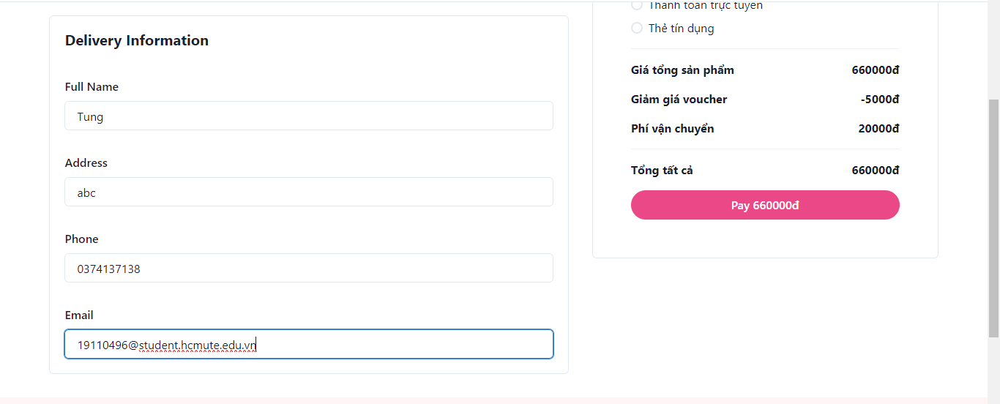 Delivery Information
Full Name
Tung
Address
abc
Phone
0374137138
Email
19110496@student.hcmute.edu.vn
Thanh toán trực tuyến
Thẻ tín dụng
Giá tổng sản phẩm 660000đ
Giảm giá voucher -5000đ
Phí vận chuyển 20000đ
Tổng tất cả 660000đ
Pay 660000đ